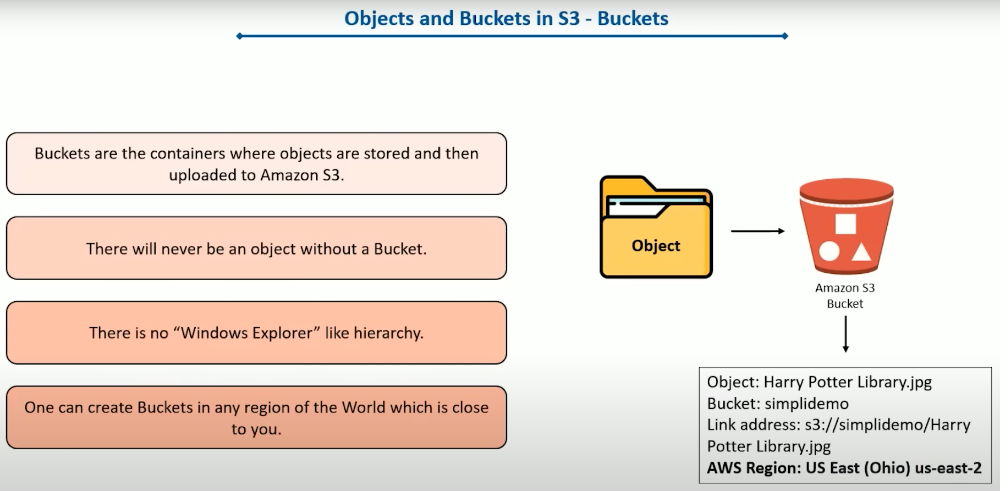 Objects and Buckets in S3 - Buckets
Buckets are the containers where objects are stored and then
uploaded to Amazon S3.
There will never be an object without a Bucket.
There is no “Windows Explorer” like hierarchy.
One can create Buckets in any region of the World which is close
to you.
Object
Amazon S3
Bucket
Object: Harry Potter Library.jpg
Bucket: simplidemo
Link address: s3://simplidemo/Harry
Potter Library.jpg
AWS Region: US East (Ohio) us-east-2